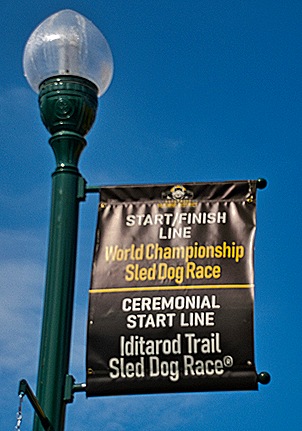 START/FINISH
LINE
World Championship
Sled Dog Race
CEREMONIAL
START LINE
Iditarod Trail
Sled Dog Race®